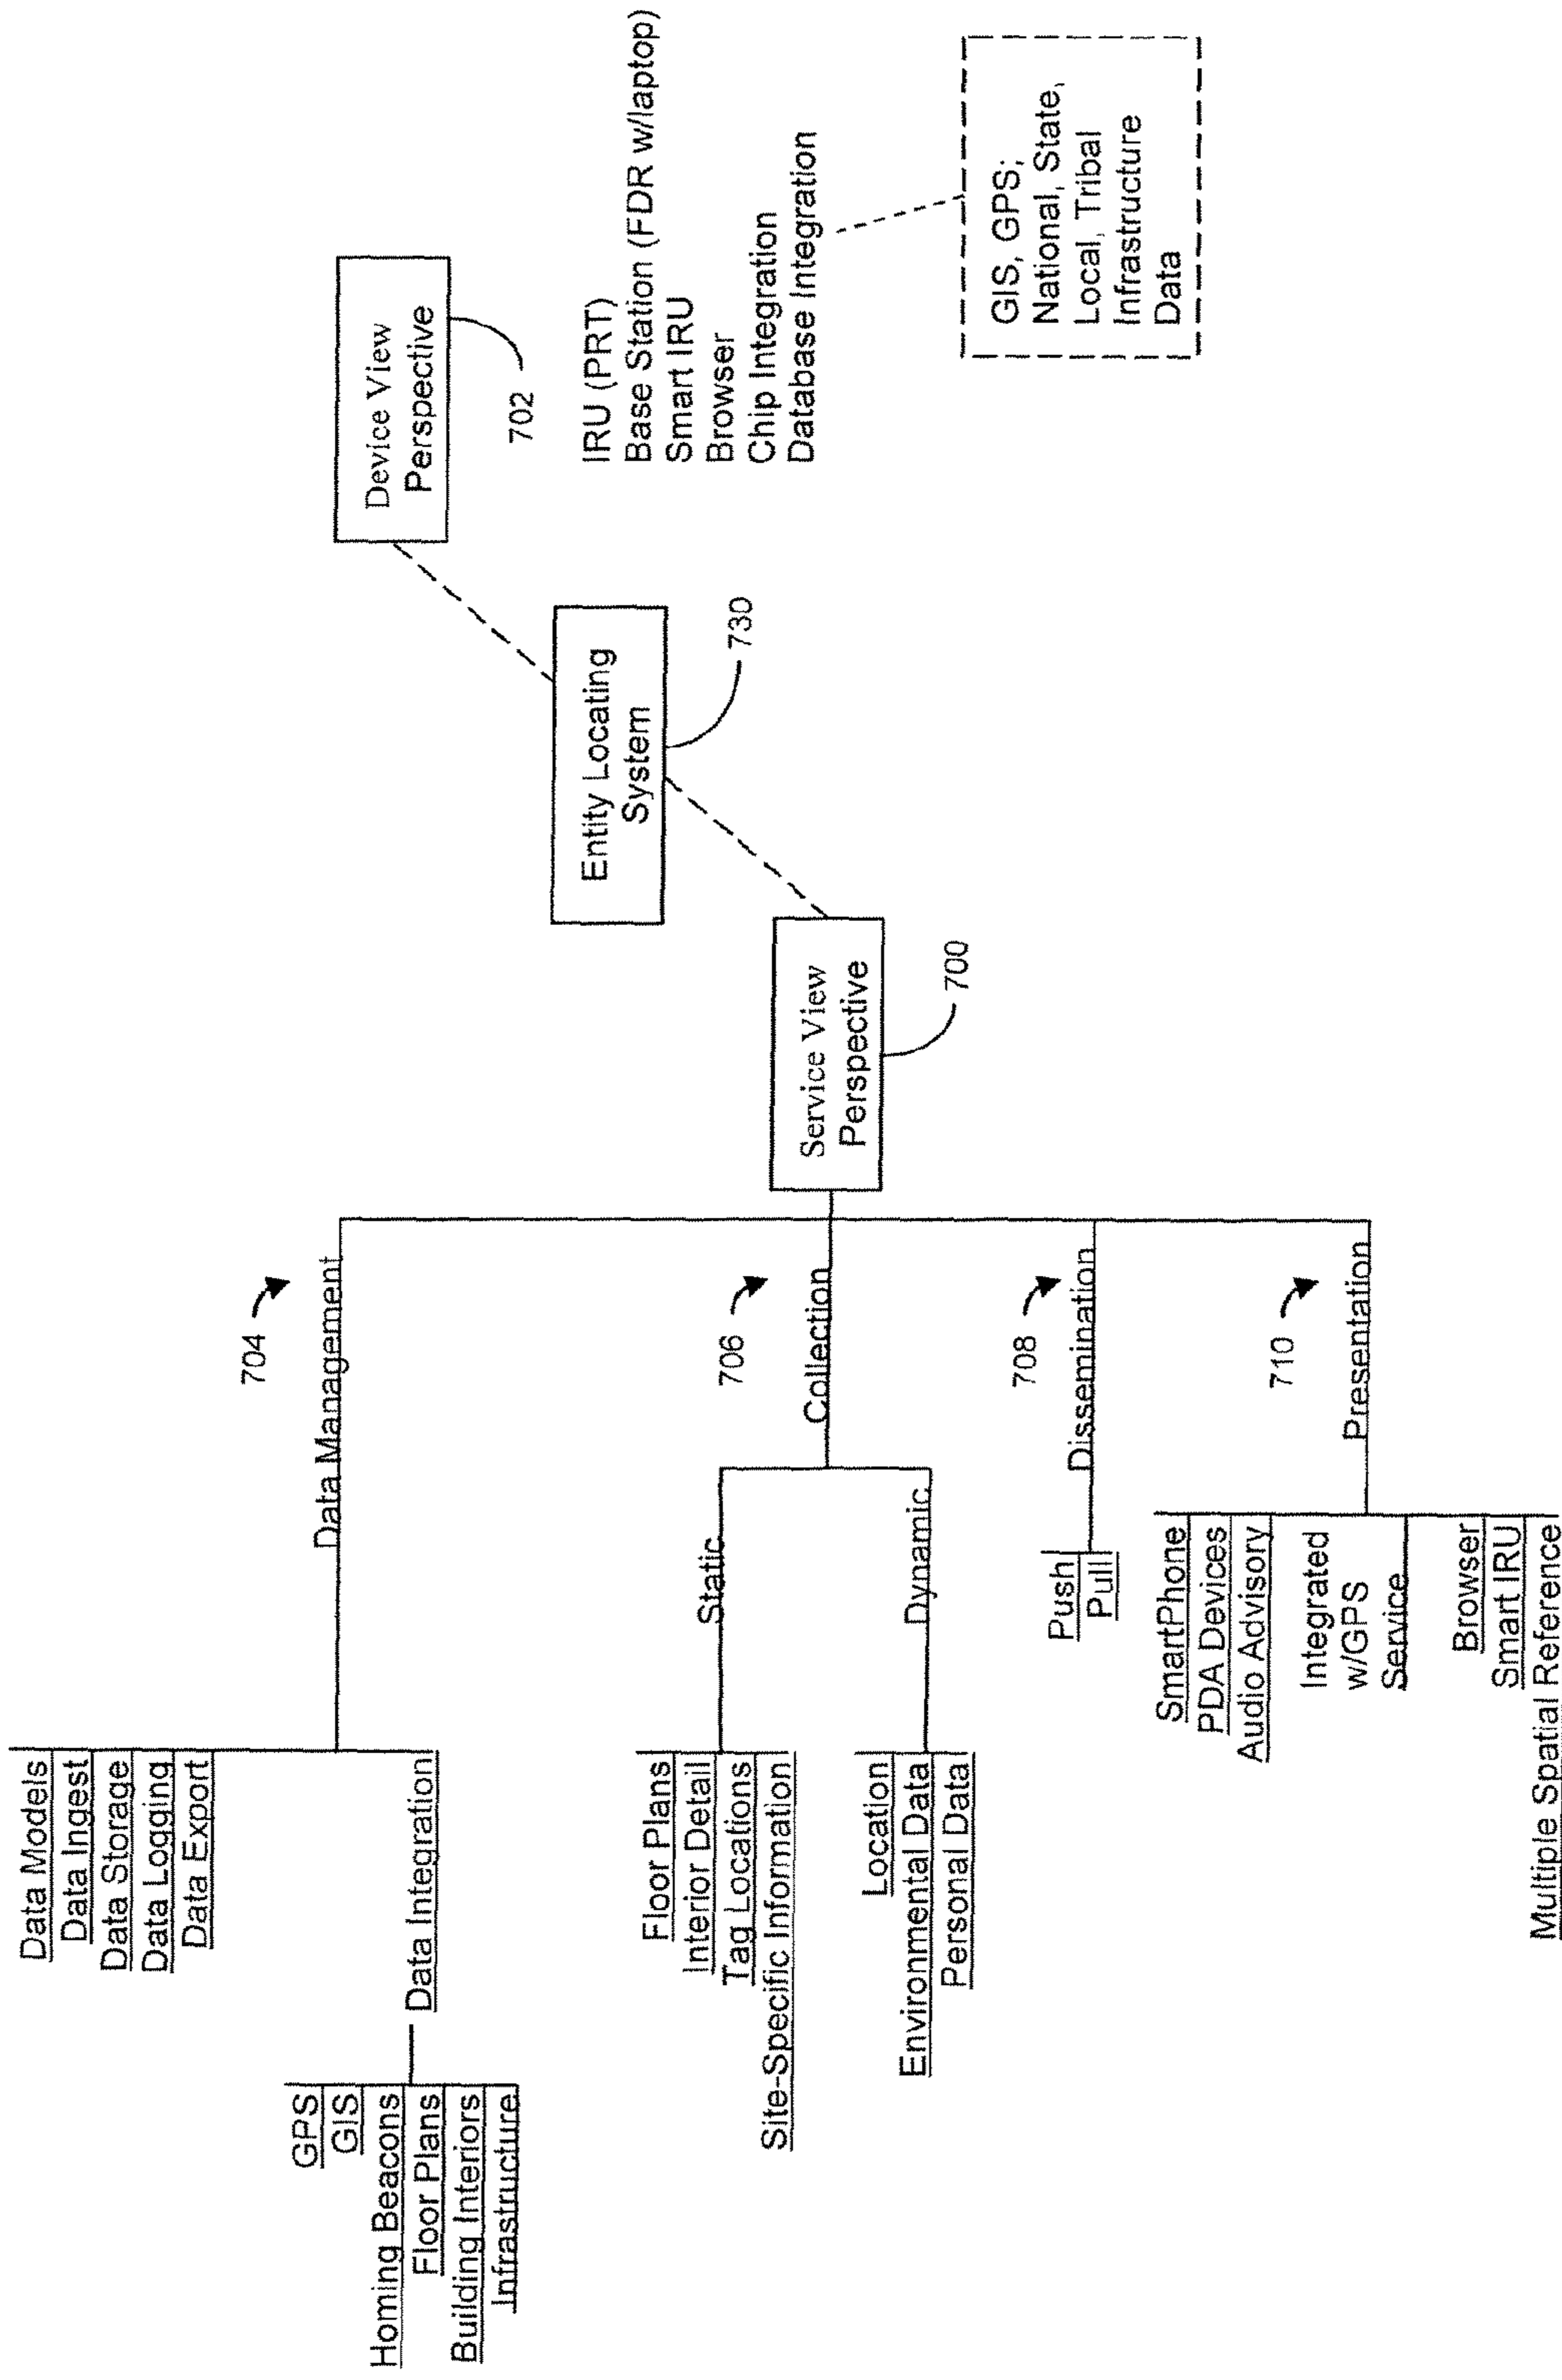 Device View
Perspective
702
IRU (PRT)
Base Station (FDR w/laptop)
Smart IRU
Browser
Chip Integration
Database Integration
GIS, GPS;
National, State,
Local, Tribal
Infrastructure
Data
Entity Locating
System
730
Service View
Perspective
700
704
Data Management
Data Models
Data Ingest
Data Storage
Data Logging
Data Export
Data Integration
GPS
GIS
Homing Beacons
Floor Plans
Building Interiors
Infrastructure
706
Collection
Static
Floor Plans
Interior Detail
Tag Locations
Site-Specific Information
Dynamic
Location
Environmental Data
Personal Data
708
Dissemination
Push
Pull
710
Presentation
SmartPhone
PDA Devices
Audio Advisory
Integrated
w/GPS
Service
Browser
Smart IRU
Multiple Spatial Reference